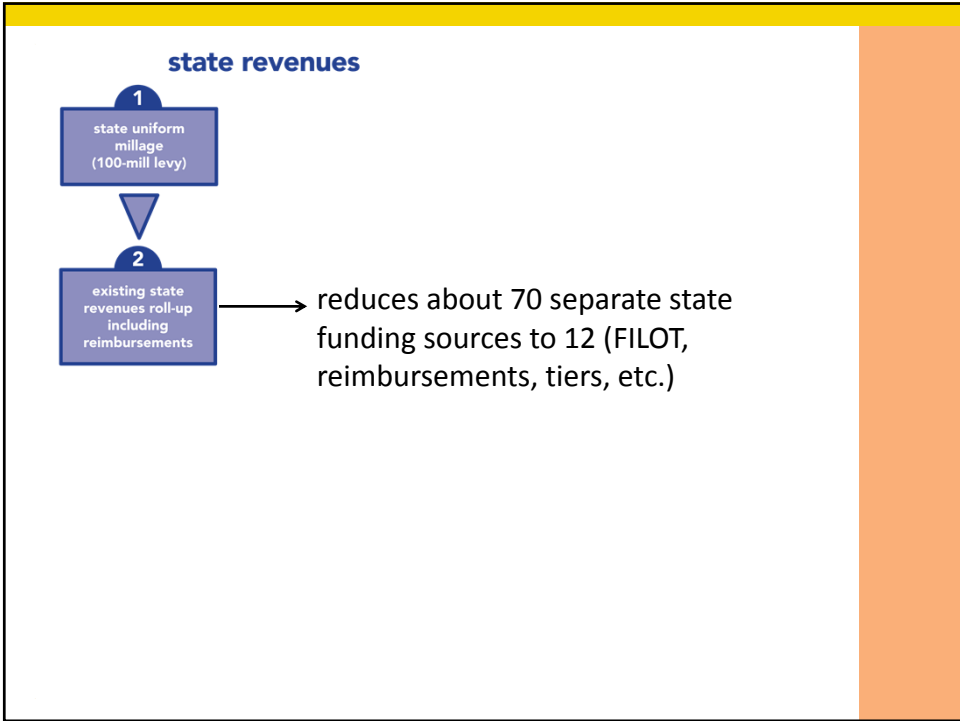 state revenues
1
state uniform
millage
(100-mill levy)
2
existing state
revenues roll-up
including
reimbursements
reduces about 70 separate state
funding sources to 12 (FILOT,
reimbursements, tiers, etc.)